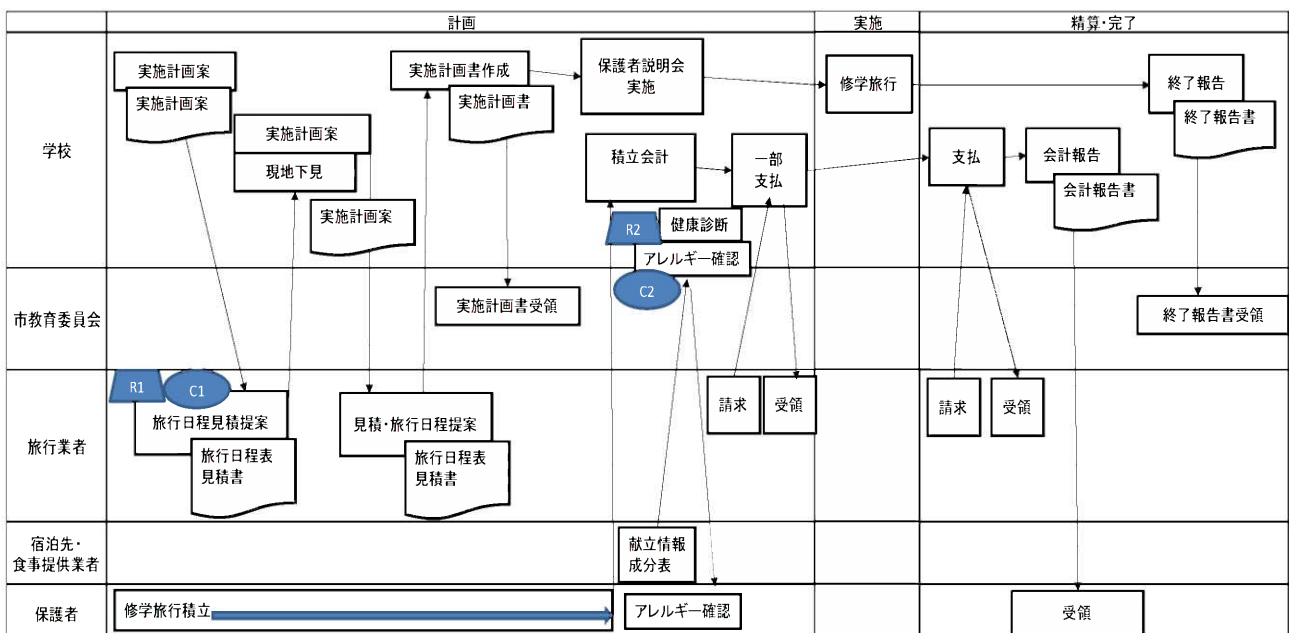 計画
実施
精算・完了
学校
実施計画案
実施計画案
実施計画案
現地下見
実施計画案
実施計画書作成
実施計画書
保護者説明会
実施
修学旅行
終了報告
終了報告書
積立会計
一部
支払
支払
会計報告
会計報告書
R2
健康診断
アレルギー確認
C2
市教育委員会
実施計画書受領
終了報告書受領
旅行業者
R1
C1
旅行日程見積提案
旅行日程表
見積書
見積・旅行日程提案
旅行日程表
見積書
請求
受領
請求
受領
宿泊先・
食事提供業者
献立情報
成分表
保護者
修学旅行積立
アレルギー確認
受領